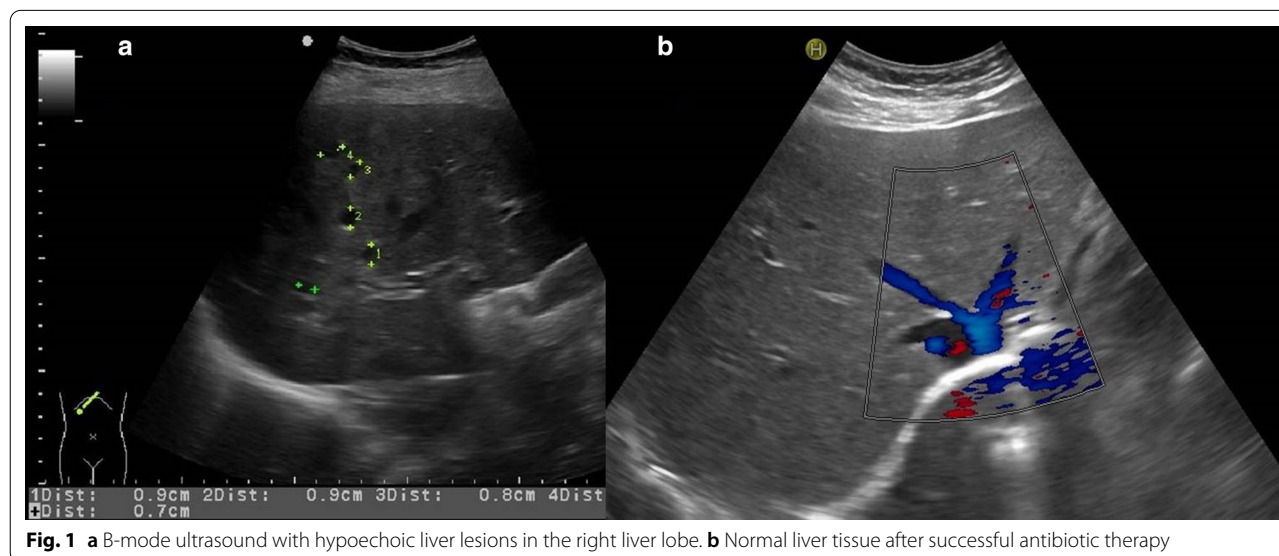 a
b
H
4
3
2
1
1Dist: 0.9cm 2Dist: 0.9cm 3Dist: 0.8cm 4Dist
+Dist: 0.7cm
Fig. 1 a B-mode ultrasound with hypoechoic liver lesions in the right liver lobe. b Normal liver tissue after successful antibiotic therapy